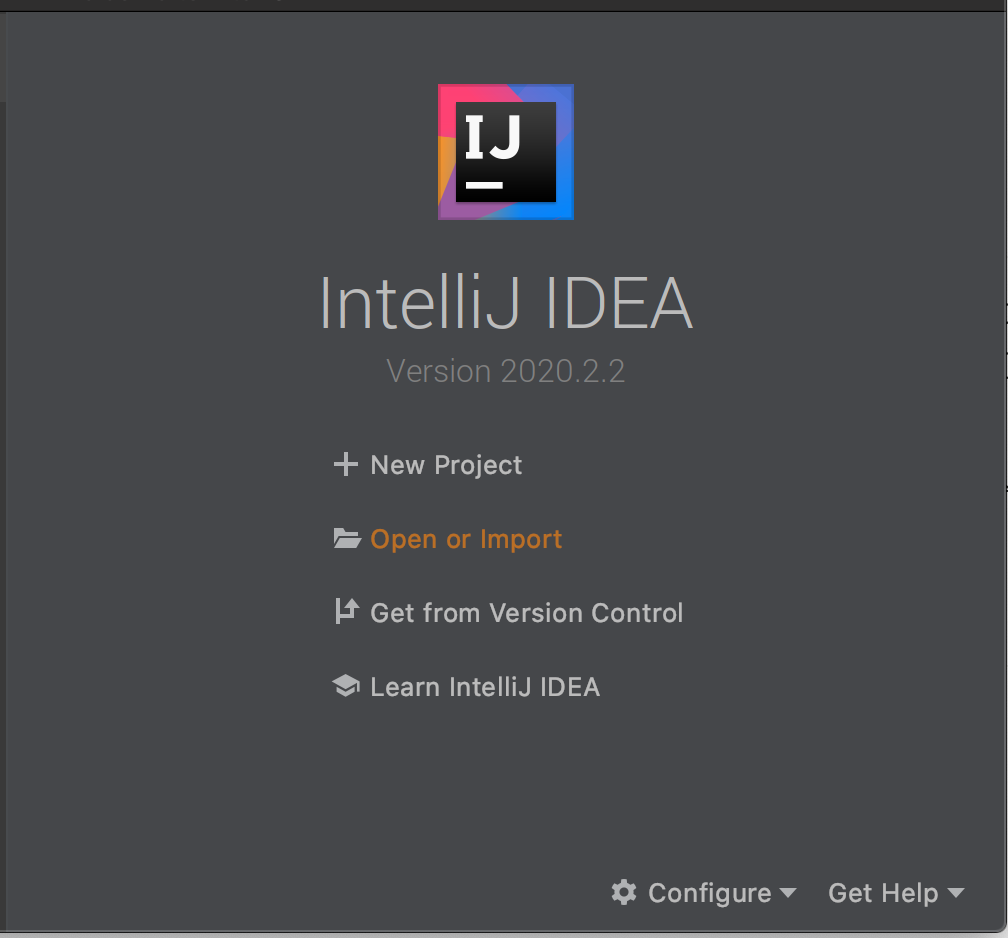 IJ
IntelliJ IDEA
Version 2020.2.2
New Project
Open or Import
Get from Version Control
Learn IntelliJ IDEA
Configure Get Help